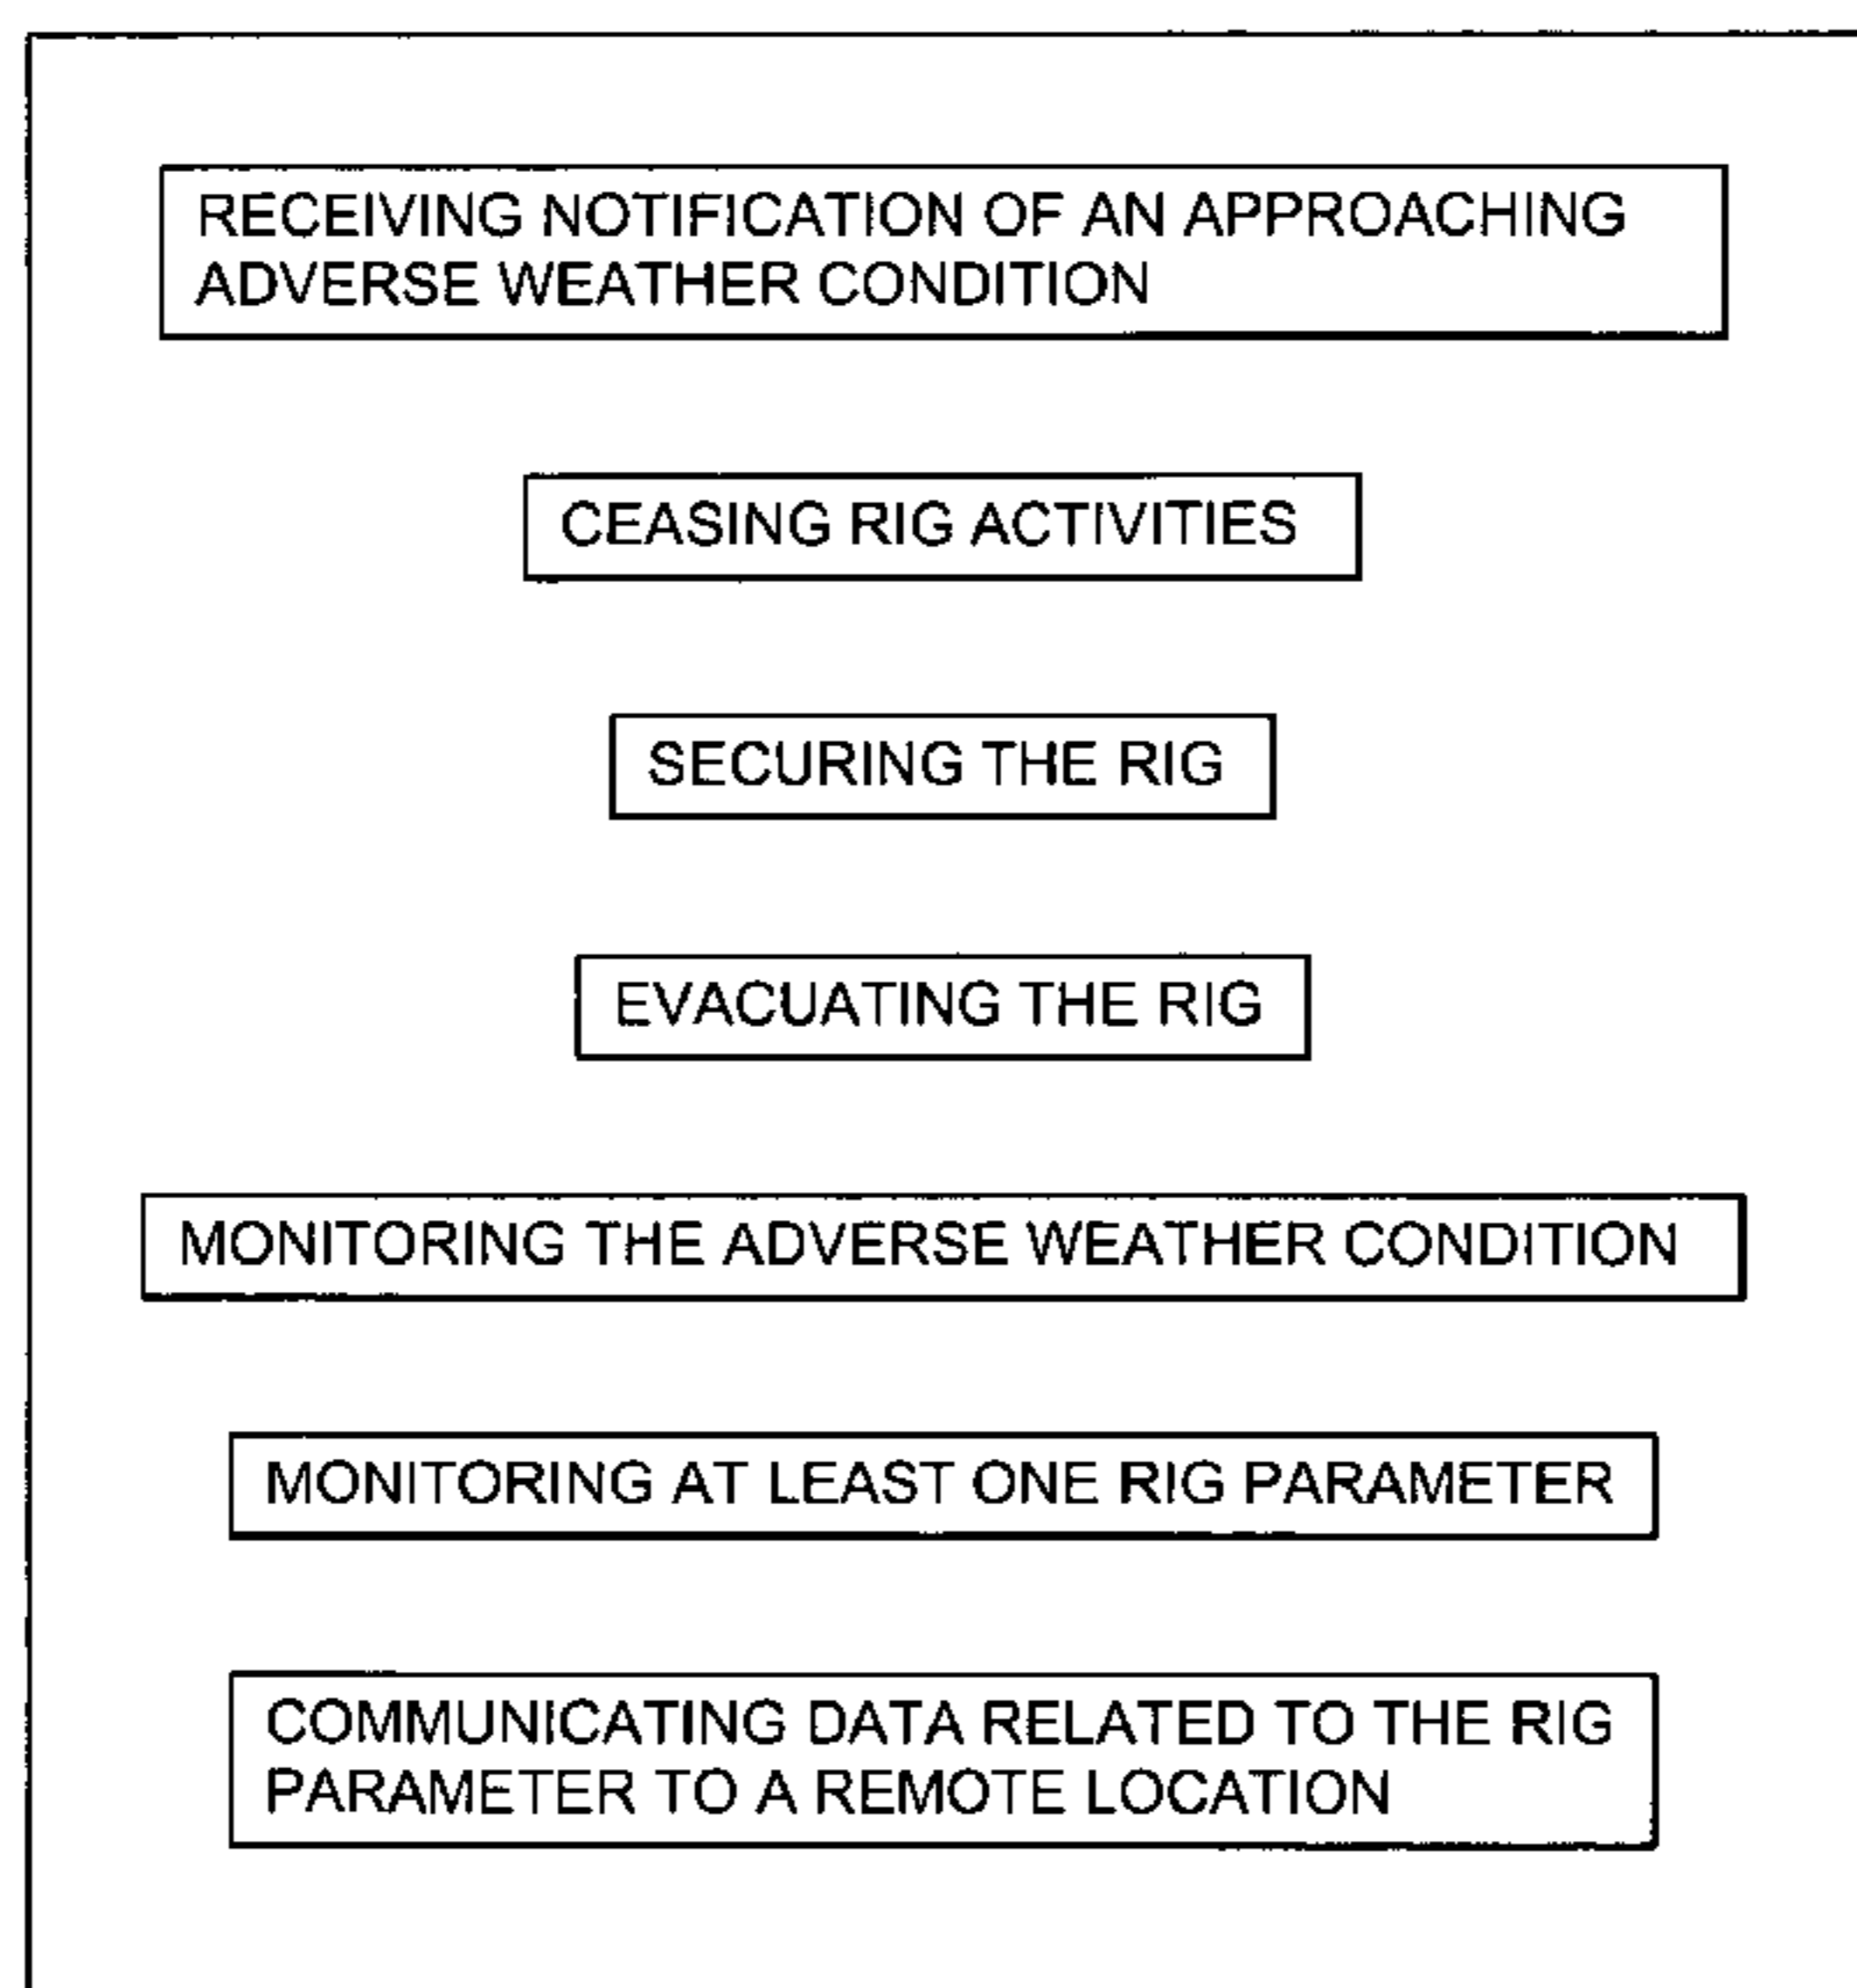 RECEIVING NOTIFICATION OF AN APPROACHING
ADVERSE WEATHER CONDITION
CEASING RIG ACTIVITIES
SECURING THE RIG
EVACUATING THE RIG
MONITORING THE ADVERSE WEATHER CONDITION
MONITORING AT LEAST ONE RIG PARAMETER
COMMUNICATING DATA RELATED TO THE RIG
PARAMETER TO A REMOTE LOCATION